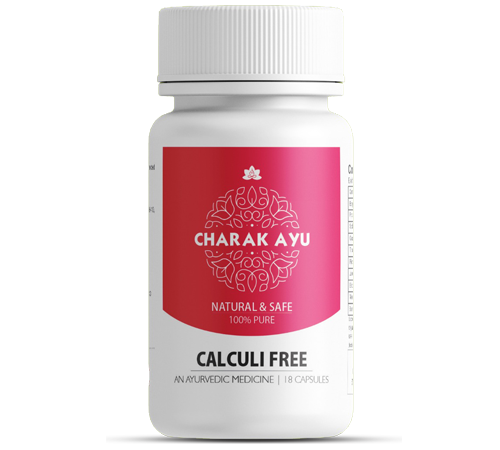 CHARAK AYU
NATURAL & SAFE
100% PURE
CALCULI FREE
AN AYURVEDIC MEDICINE | 18 CAPSULES